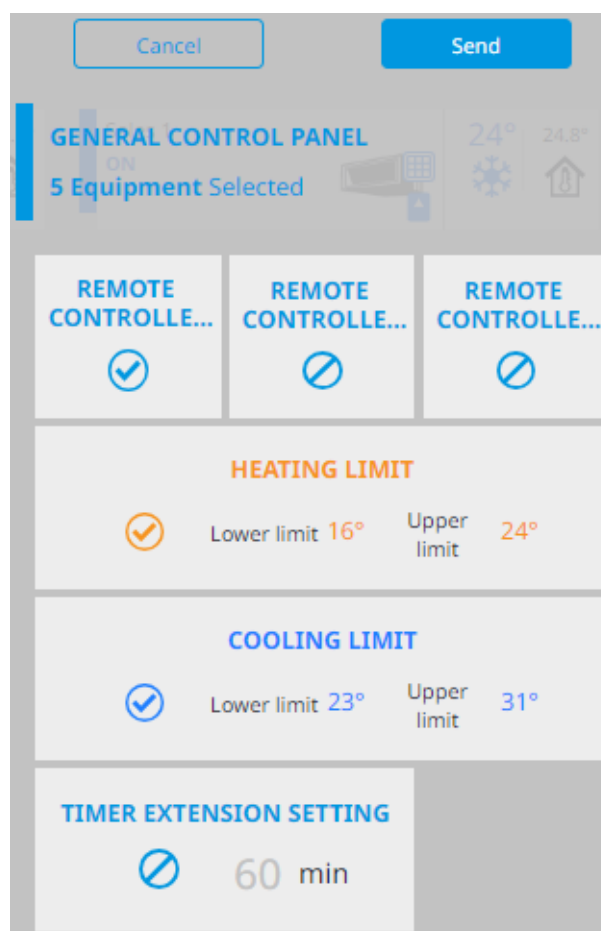 Cancel
Send
GENERAL CONTROL PANEL
24°
24.8°
ON
5 Equipment Selected
REMOTE
CONTROLLE...
REMOTE
CONTROLLE...
REMOTE
CONTROLLE...
HEATING LIMIT
Lower limit 16°
Upper
limit
24°
COOLING LIMIT
Lower limit 23°
Upper
limit
31°
TIMER EXTENSION SETTING
60 min